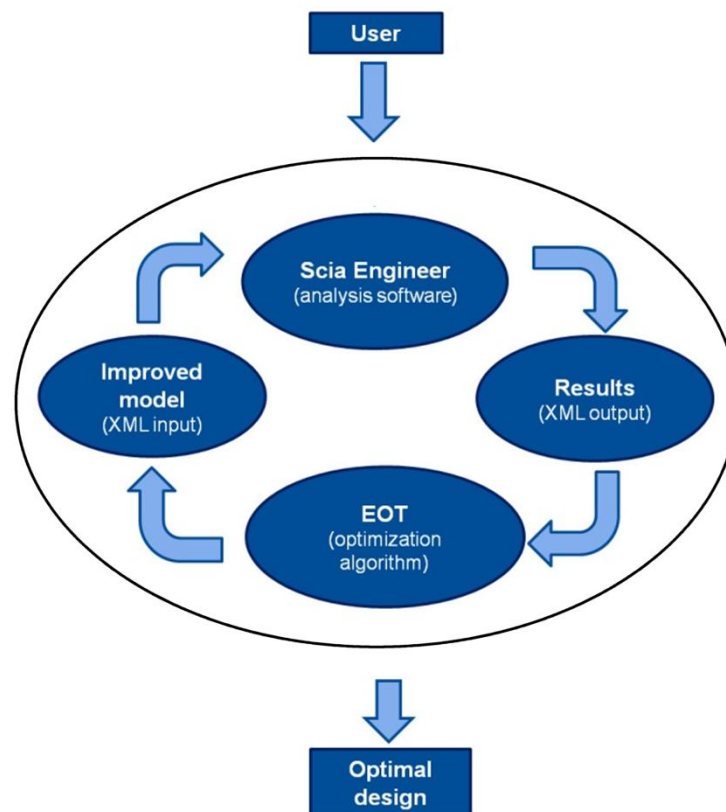 User
Scia Engineer
(analysis software)
Improved
model
(XML input)
Results
(XML output)
EOT
(optimization
algorithm)
Optimal
design